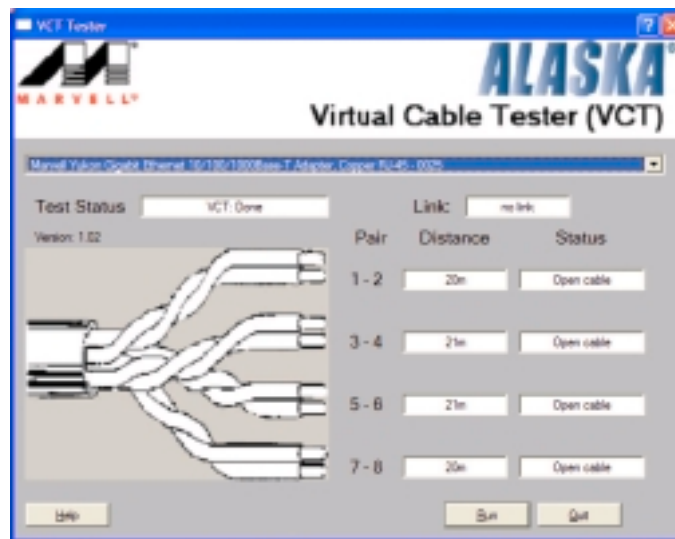 VCT Tester
MARVELL®
ALASKA®
Virtual Cable Tester (VCT)
Marvell Yukon Gigabit Ethernet 10/100/1000Base-T Adapter, Copper RJ-45 - 0025
Test Status VCT: Done Link: no link
Version: 1.02
Pair Distance Status
1 - 2 20m Open cable
3 - 4 21m Open cable
5 - 6 21m Open cable
7 - 8 20m Open cable
Help Run Quit